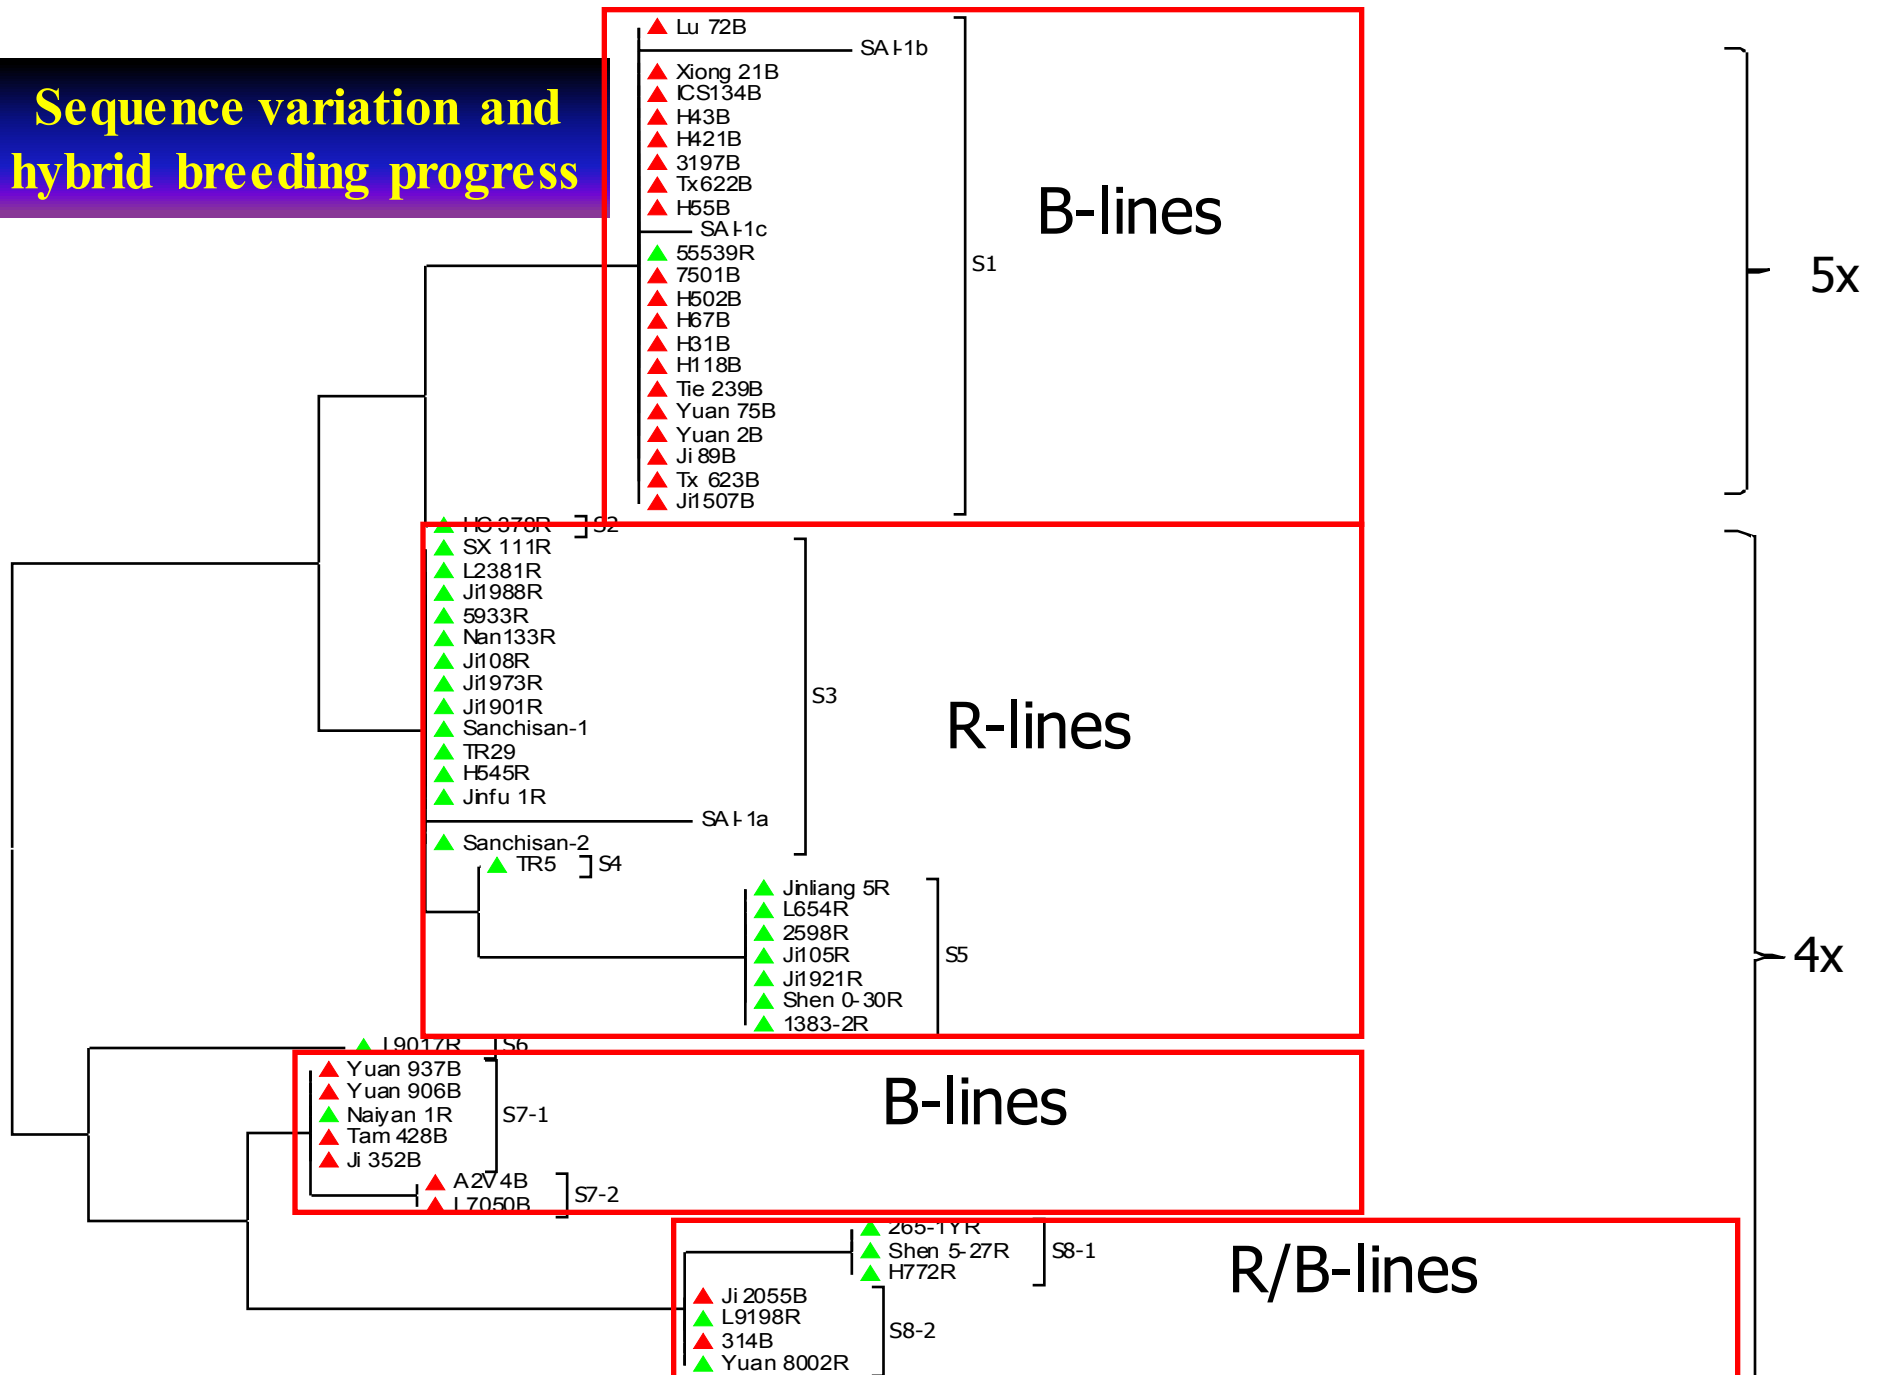 Sequence variation and
hybrid breeding progress
Lu 72B
SAI-1b
Xiong 21B
ICS134B
H43B
H421B
3197B
Tx622B
H55B
SAI-1c
55539R
7501B
H502B
H67B
H31B
H118B
Tie 239B
Yuan 75B
Yuan 2B
Ji 89B
Tx 623B
Ji1507B
S1
B-lines
5x
HC 378R
S2
SX 111R
L2381R
Ji1988R
5933R
Nan133R
Ji108R
Ji1973R
Ji1901R
Sanchisan-1
TR29
H545R
Jinfu 1R
SAI-1a
Sanchisan-2
S3
R-lines
TR5
S4
Jinliang 5R
L654R
2598R
Ji105R
Ji1921R
Shen 0-30R
1383-2R
S5
4x
L9017R
S6
Yuan 937B
Yuan 906B
Naiyan 1R
Tam 428B
Ji 352B
S7-1
B-lines
A2V4B
L7050B
S7-2
265-1YR
Shen 5-27R
H772R
S8-1
R/B-lines
Ji 2055B
L9198R
314B
Yuan 8002R
S8-2